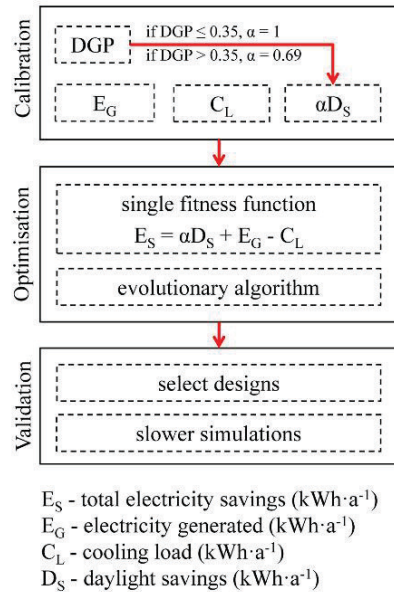 Calibration
DGP
if DGP ≤ 0.35, α = 1
if DGP > 0.35, α = 0.69
E_G
C_L
αD_S
Optimisation
single fitness function
E_S = αD_S + E_G - C_L
evolutionary algorithm
Validation
select designs
slower simulations
E_S - total electricity savings (kWh·a⁻¹)
E_G - electricity generated (kWh·a⁻¹)
C_L - cooling load (kWh·a⁻¹)
D_S - daylight savings (kWh·a⁻¹)